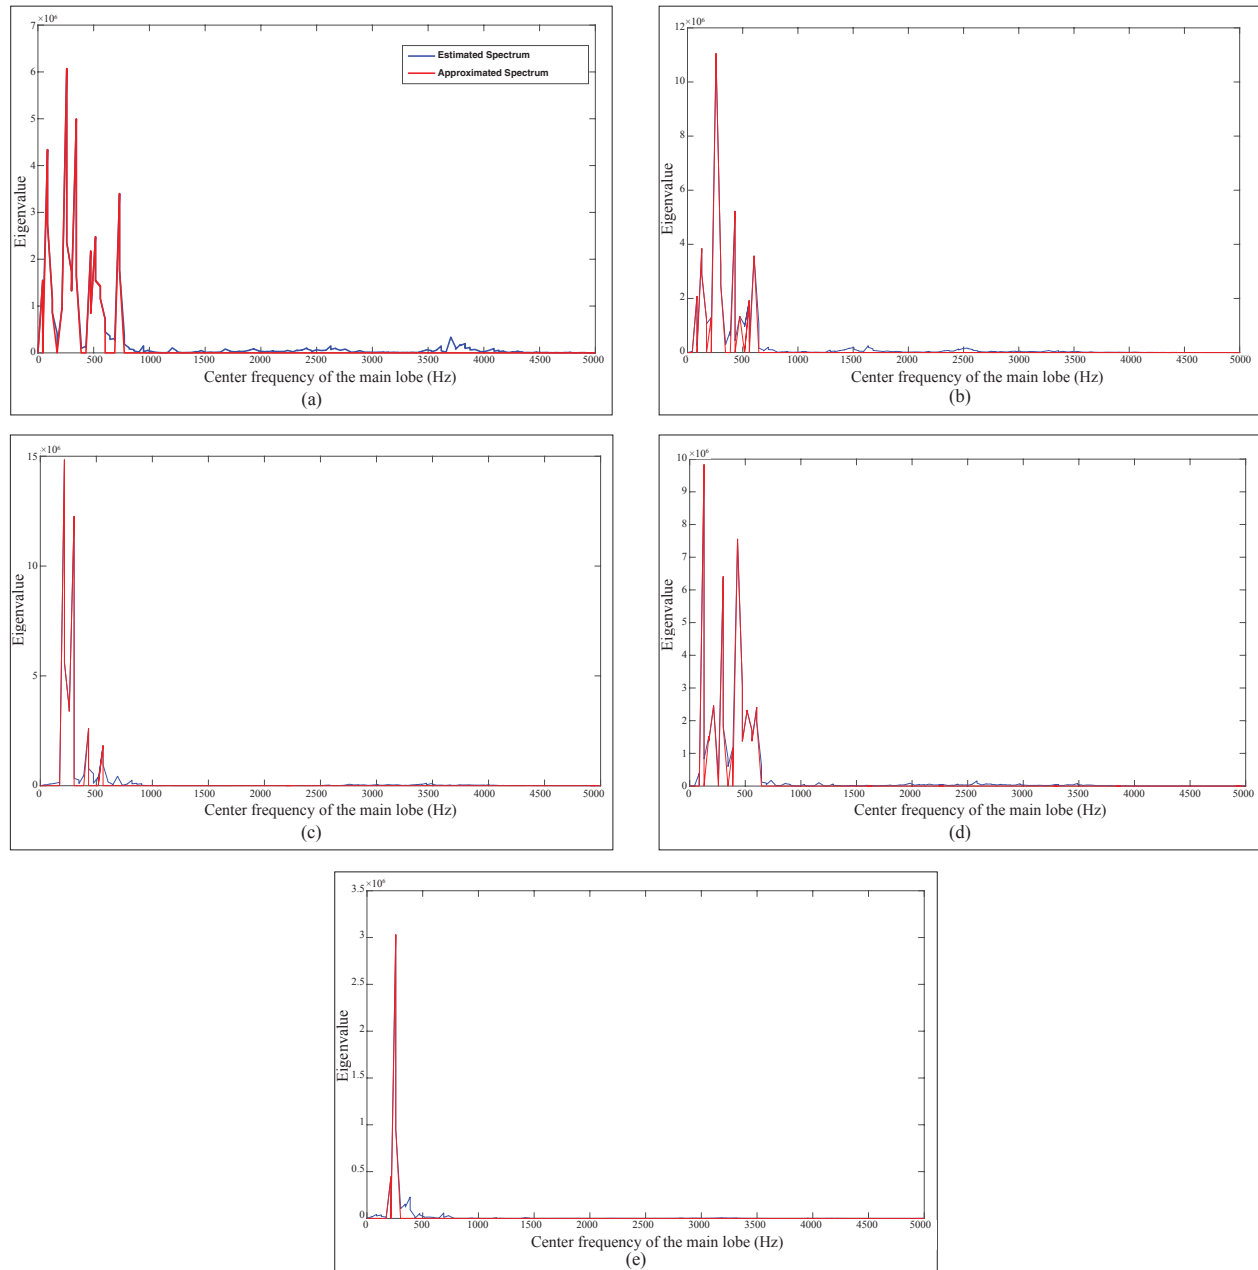 ×10⁶
7
6
5
4
3
2
1
0
Eigenvalue
Estimated Spectrum
Approximated Spectrum
0 500 1000 1500 2000 2500 3000 3500 4000 4500 5000
Center frequency of the main lobe (Hz)
(a)
12×10⁶
10
8
6
4
2
0
Eigenvalue
0 500 1000 1500 2000 2500 3000 3500 4000 4500 5000
Center frequency of the main lobe (Hz)
(b)
15×10⁶
10
5
0
Eigenvalue
0 500 1000 1500 2000 2500 3000 3500 4000 4500 5000
Center frequency of the main lobe (Hz)
(c)
10×10⁶
9
8
7
6
5
4
3
2
1
0
Eigenvalue
0 500 1000 1500 2000 2500 3000 3500 4000 4500 5000
Center frequency of the main lobe (Hz)
(d)
3.5×10⁶
3
2.5
2
1.5
1
0.5
0
Eigenvalue
0 500 1000 1500 2000 2500 3000 3500 4000 4500 5000
Center frequency of the main lobe (Hz)
(e)